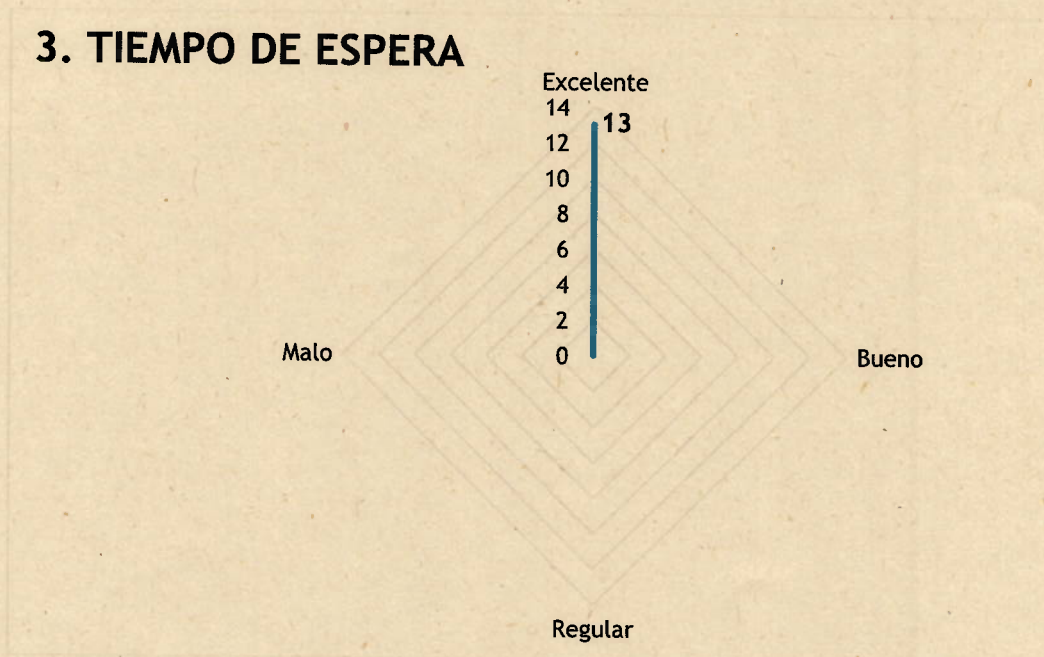 3. TIEMPO DE ESPERA
Excelente
14
13
12
10
8
6
4
2
0
Malo
Bueno
Regular